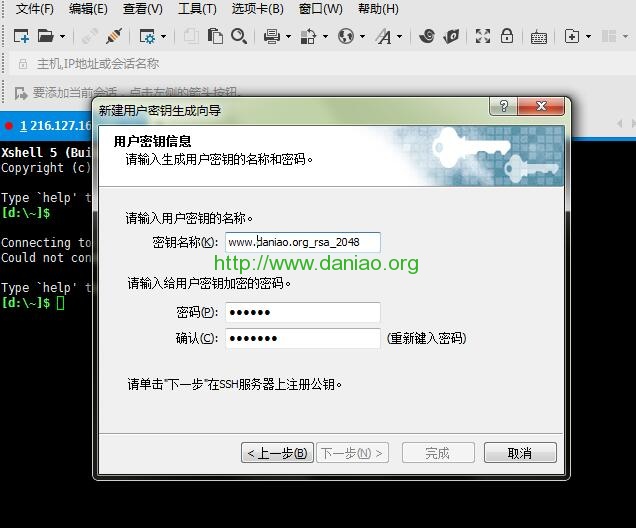 文件(F) 编辑(E) 查看(V) 工具(T) 选项卡(B) 窗口(W) 帮助(H)
主机,IP地址或会话名称
要添加当前会话，点击左侧的箭头按钮。
1 216.127.16
Xshell 5 (Bui
Copyright (c)
Type `help' t
[d:\~]$
Connecting to
Could not con
Type `help' t
[d:\~]$
新建用户密钥生成向导
用户密钥信息
请输入生成用户密钥的名称和密码。
请输入用户密钥的名称。
密钥名称(K): www.daniao.org_rsa_2048
http://www.daniao.org
请输入给用户密钥加密的密码。
密码(P): ••••••
确认(C): ••••••• (重新键入密码)
请单击"下一步"在SSH服务器上注册公钥。
< 上一步(B) 下一步(N) > 完成 取消